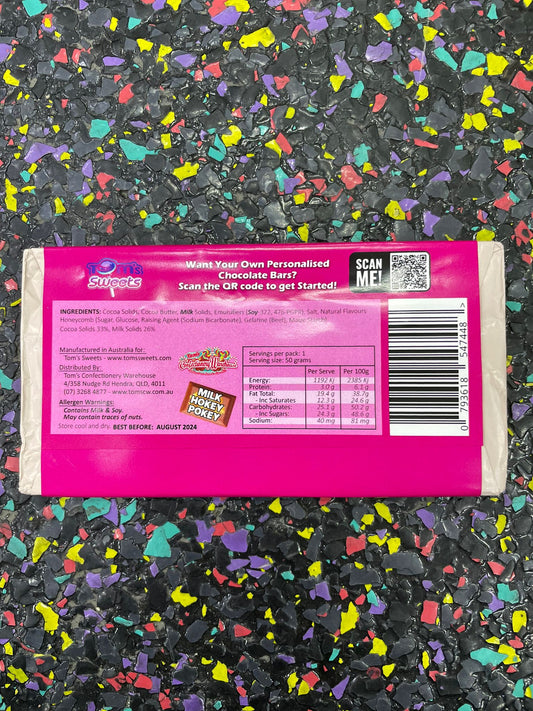 Tom's
Sweets
Want Your Own Personalised
Chocolate Bars?
Scan the QR code to get Started!
SCAN
ME!
INGREDIENTS: Cocoa Solids, Cocoa Butter, Milk Solids, Emulsifiers (Soy-322, 476-PGPR), Salt, Natural Flavours
Honeycomb (Sugar, Glucose, Raising Agent (Sodium Bicarbonate), Gelatine (Beef),
Cocoa Solids 33%, Milk Solids 26%
Manufactured in Australia for:
Tom's Sweets - www.tomssweets.com
Distributed By:
Tom's Confectionery Warehouse
4/358 Nudge Rd Hendra, QLD, 4011
(07) 3268 4877 - www.tomscw.com.au
Allergen Warnings:
Contains Milk & Soy.
May contain traces of nuts.
Store cool and dry. BEST BEFORE: AUGUST 2024
MILK
HOKEY
POKEY
Servings per pack: 1
Serving size: 50 grams
Per Serve Per 100g
Energy: 1192 Kj 2385 Kj
Protein: 3.0 g 6.1 g
Fat Total: 19.4 g 38.7g
- Inc Saturates 12.3 g 24.6 g
Carbohydrates: 25.1 g 50.2 g
- Inc Sugars: 24.3 g 48.6 g
Sodium: 40 mg 81 mg
0 793618 547448 >